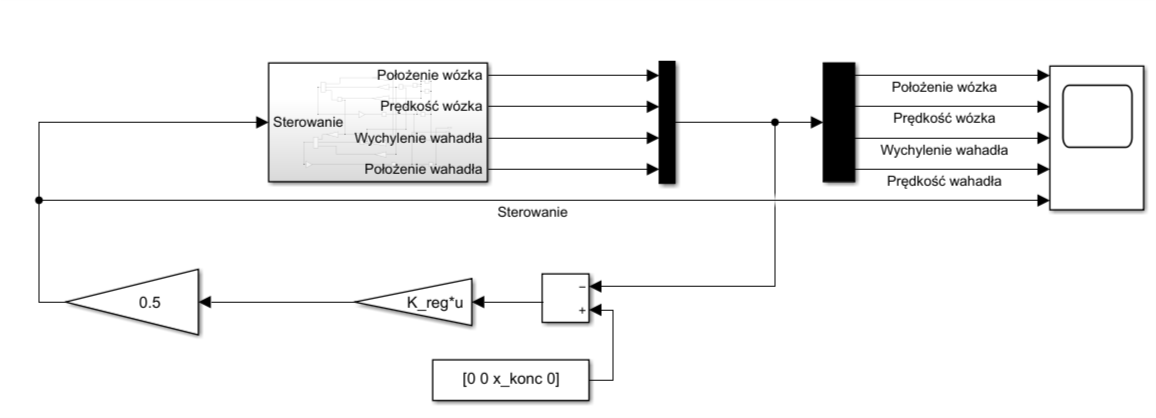 Położenie wózka
Prędkość wózka
Sterowanie
Wychylenie wahadła
Położenie wahadła
Położenie wózka
Prędkość wózka
Wychylenie wahadła
Prędkość wahadła
Sterowanie
0.5
K_reg*u
−
+
[0 0 x_konc 0]